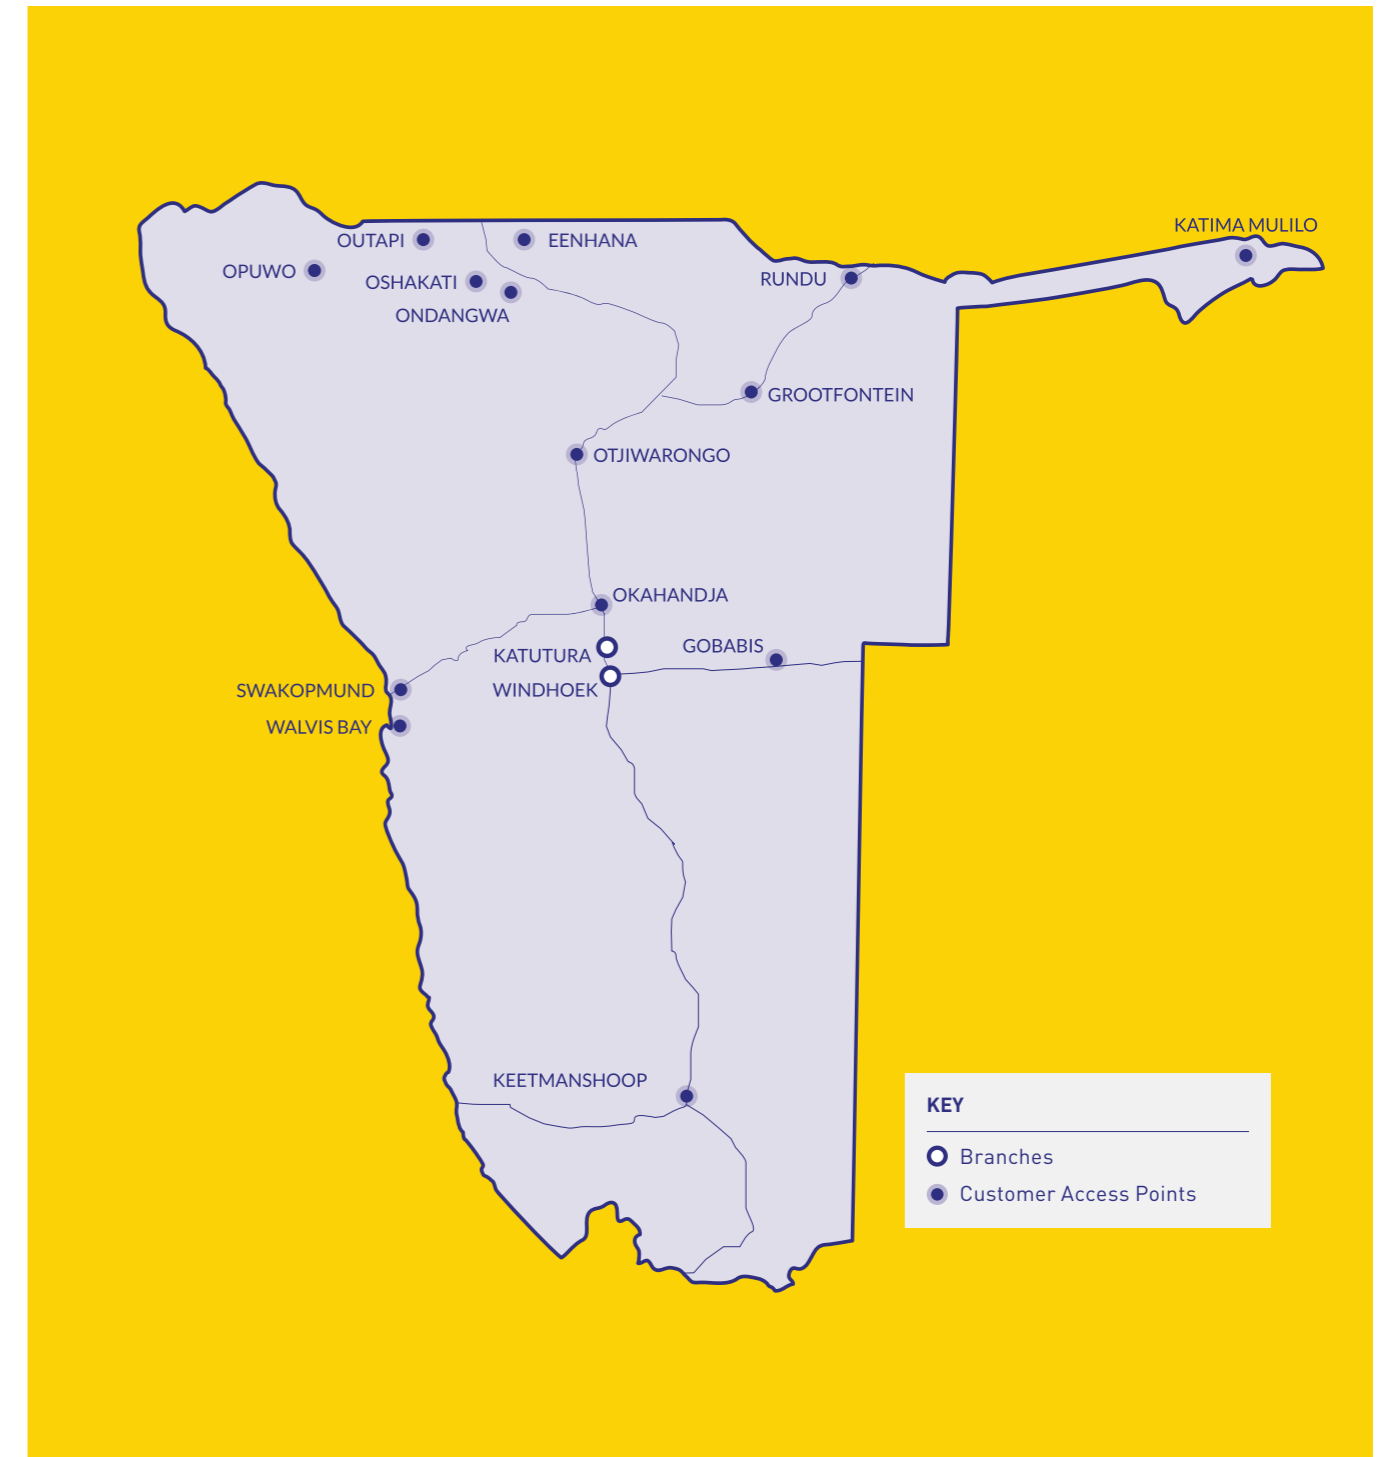 KATIMA MULILO
OUTAPI
EENHANA
OPUWO
OSHAKATI
RUNDU
ONDANGWA
GROOTFONTEIN
OTJIWARONGO
OKAHANDJA
KATUTURA
GOBABIS
WINDHOEK
SWAKOPMUND
WALVIS BAY
KEETMANSHOOP
KEY
Branches
Customer Access Points